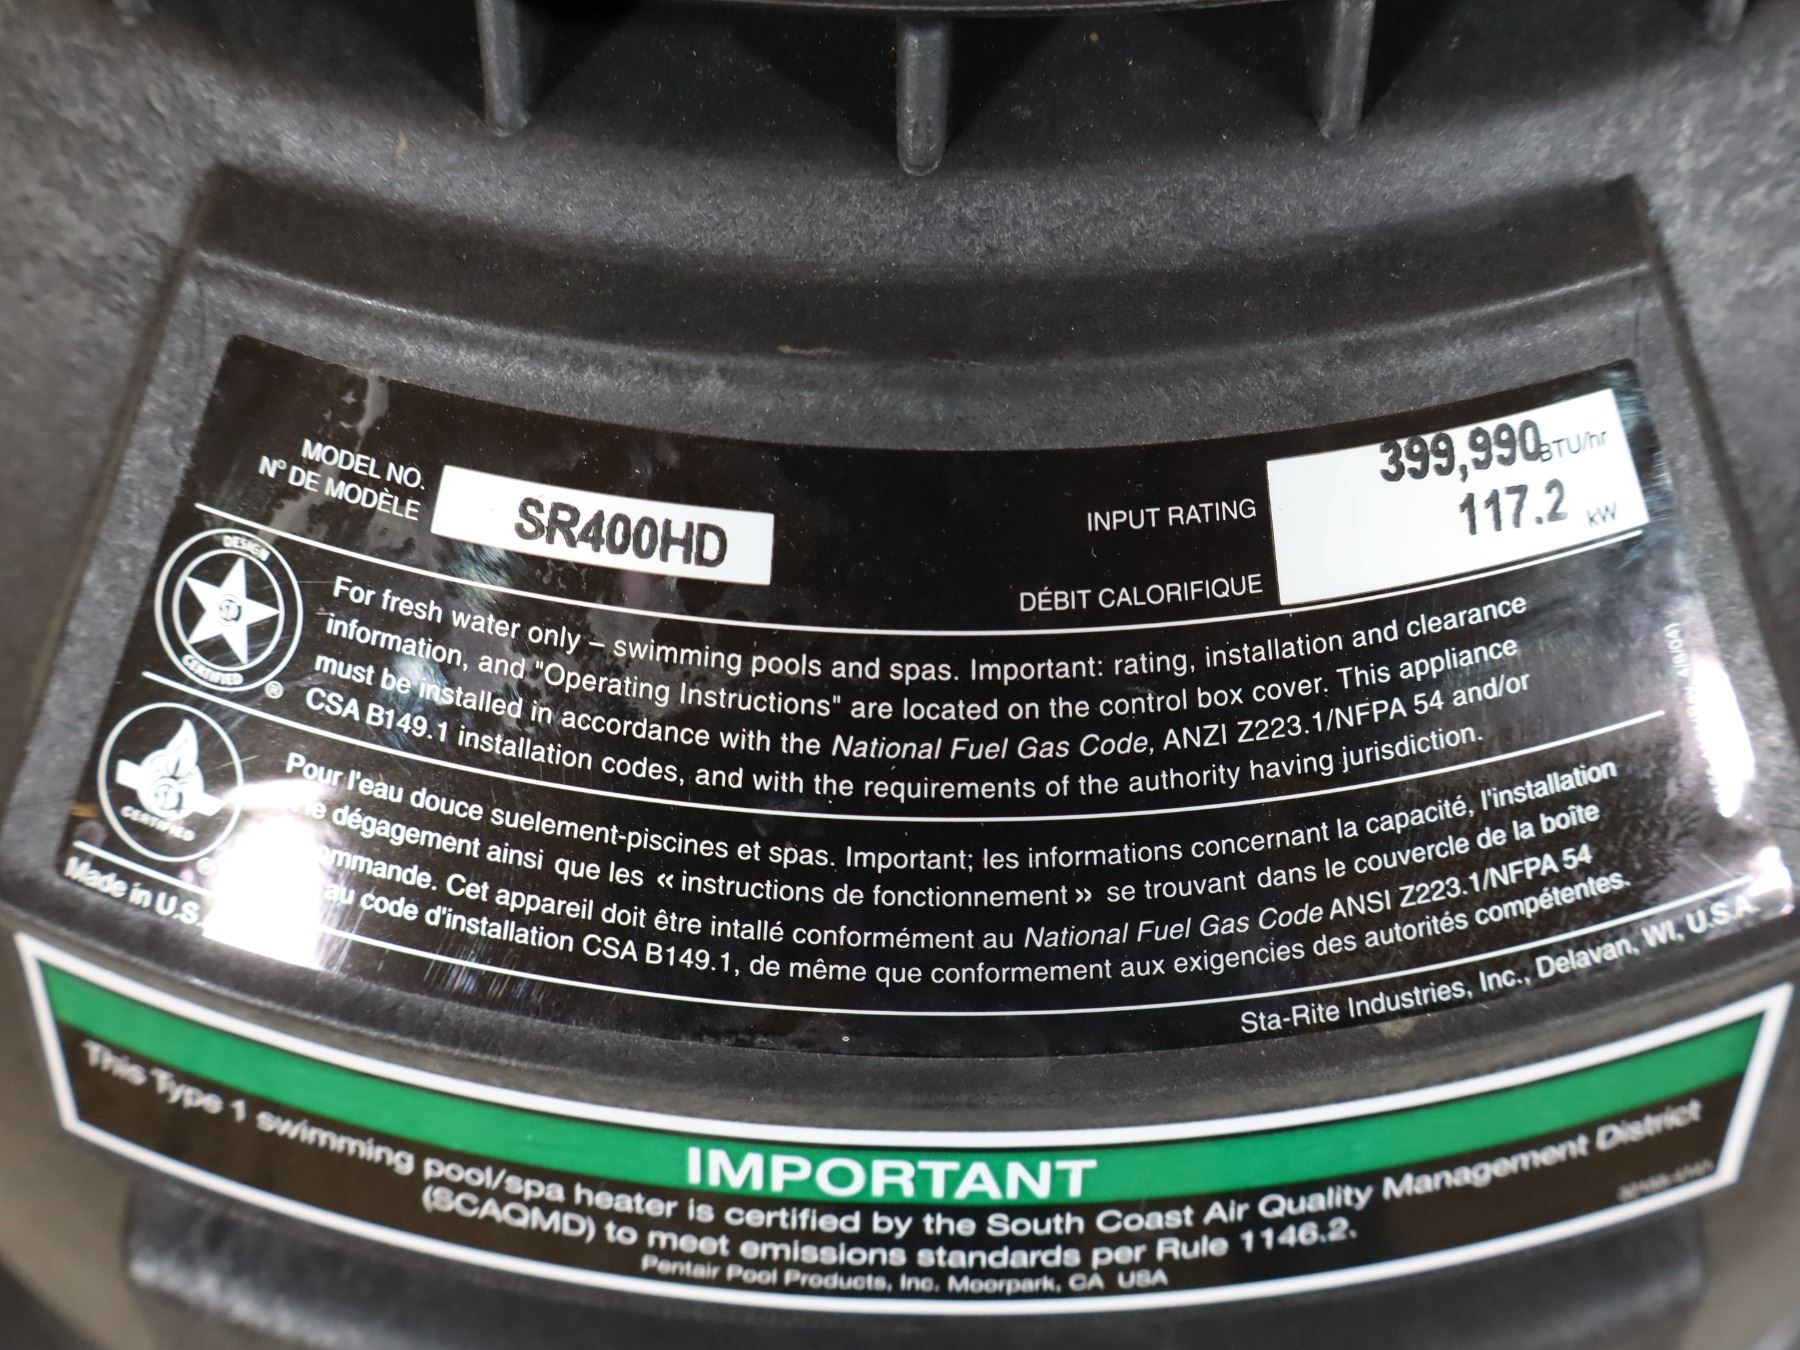 MODEL NO.
N° DE MODÈLE
SR400HD
INPUT RATING
DÉBIT CALORIFIQUE
399,990 BTU/hr
117.2 kW
DESIGN
CERTIFIED
®
For fresh water only – swimming pools and spas. Important: rating, installation and clearance
information, and "Operating Instructions" are located on the control box cover. This appliance
must be installed in accordance with the National Fuel Gas Code, ANZI Z223.1/NFPA 54 and/or
CSA B149.1 installation codes, and with the requirements of the authority having jurisdiction.
CERTIFIED
®
Pour l'eau douce suelement-piscines et spas. Important; les informations concernant la capacité, l'installation
le dégagement ainsi que les « instructions de fonctionnement » se trouvant dans le couvercle de la boîte
Cet appareil doit être intallé conformément au National Fuel Gas Code ANSI Z223.1/NFPA 54
au code d'installation CSA B149.1, de même que conformement aux exigencies des autorités compétentes.
Made in U.S.
Sta-Rite Industries, Inc., Delavan, WI, U.S.A.
IMPORTANT
This Type 1 swimming pool/spa heater is certified by the South Coast Air Quality Management District
(SCAQMD) to meet emissions standards per Rule 1146.2.
Pentair Pool Products, Inc. Moorpark, CA USA